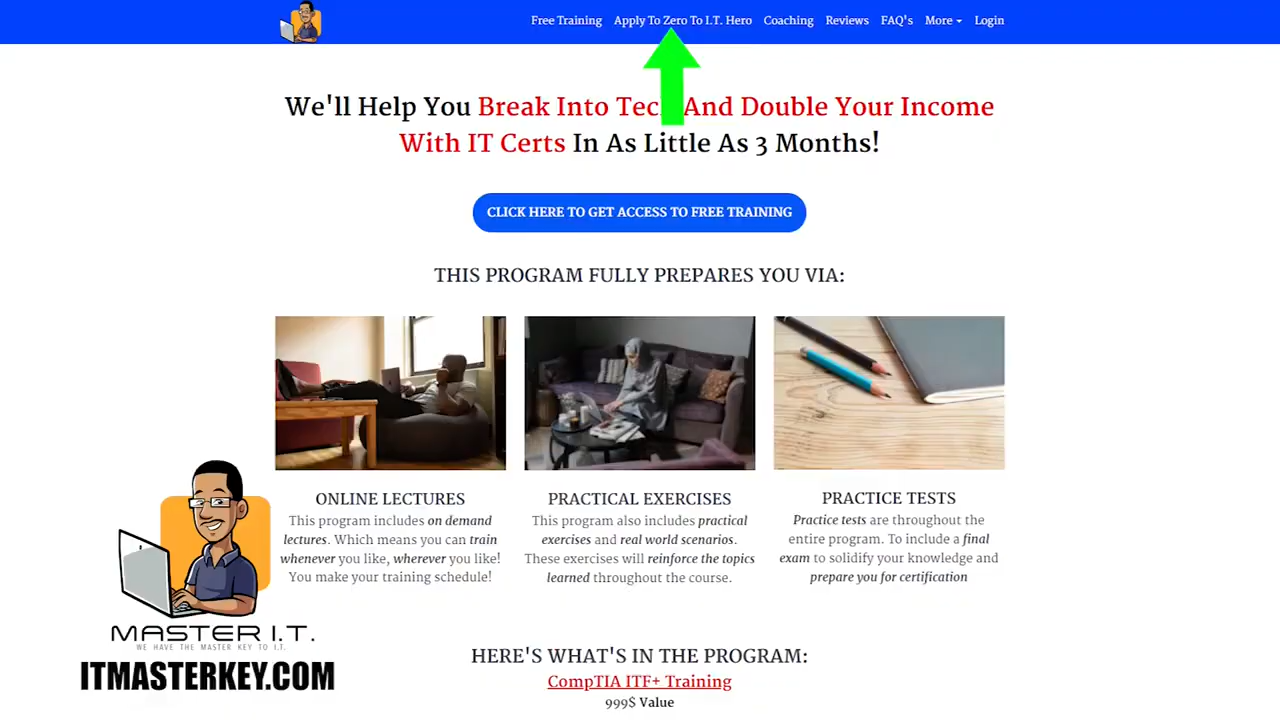 Free Training Apply To Zero To I.T. Hero Coaching Reviews FAQ's More Login
We'll Help You Break Into Tech And Double Your Income
With IT Certs In As Little As 3 Months!
CLICK HERE TO GET ACCESS TO FREE TRAINING
THIS PROGRAM FULLY PREPARES YOU VIA:
ONLINE LECTURES
This program includes on demand
lectures. Which means you can train
whenever you like, wherever you like!
You make your training schedule!
PRACTICAL EXERCISES
This program also includes practical
exercises and real world scenarios.
These exercises will reinforce the topics
learned throughout the course.
PRACTICE TESTS
Practice tests are throughout the
entire program. To include a final
exam to solidify your knowledge and
prepare you for certification
MASTER I.T.
WE HAVE THE MASTER KEY TO I.T.
ITMASTERKEY.COM
HERE'S WHAT'S IN THE PROGRAM:
CompTIA ITF+ Training
999$ Value